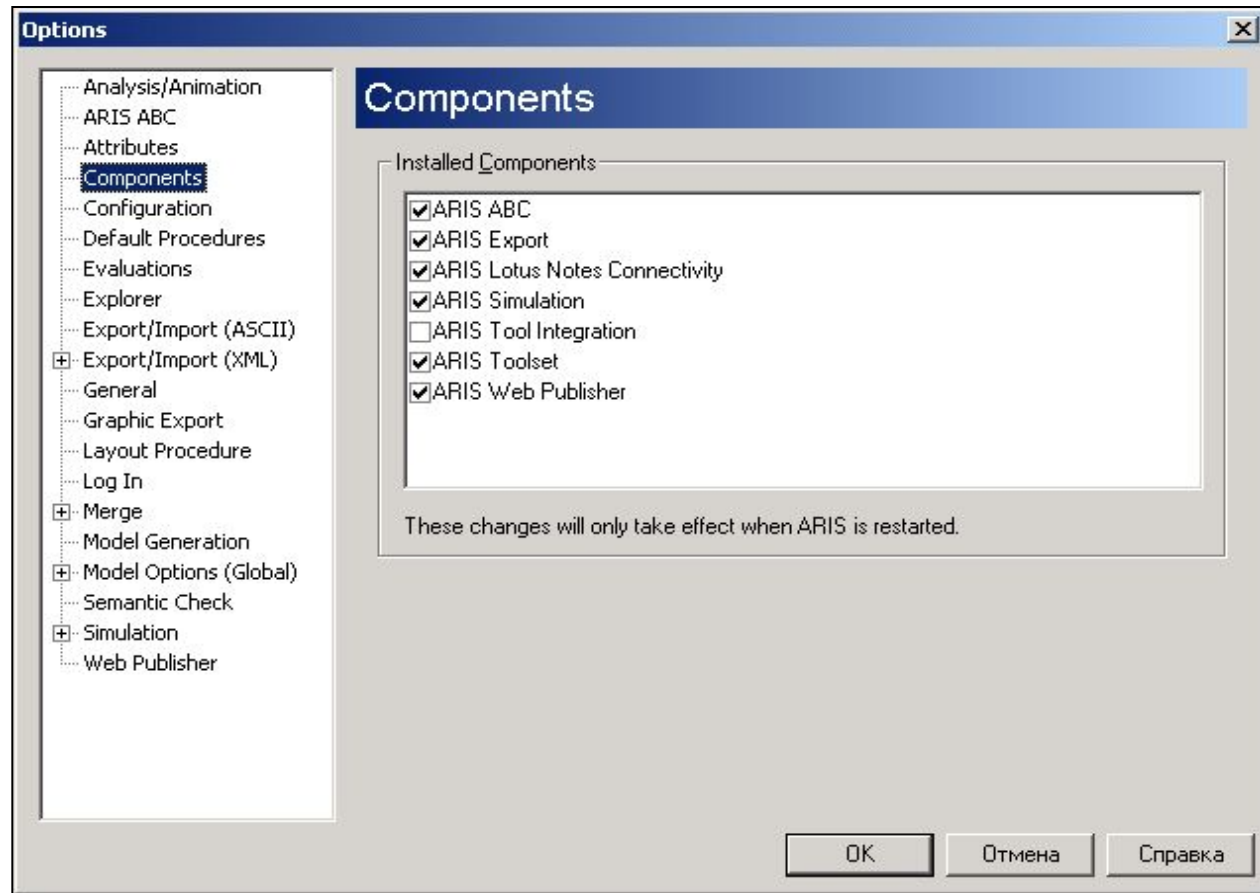 Options
Analysis/Animation
ARIS ABC
Attributes
Components
Configuration
Default Procedures
Evaluations
Explorer
Export/Import (ASCII)
Export/Import (XML)
General
Graphic Export
Layout Procedure
Log In
Merge
Model Generation
Model Options (Global)
Semantic Check
Simulation
Web Publisher
Components
Installed Components
ARIS ABC
ARIS Export
ARIS Lotus Notes Connectivity
ARIS Simulation
ARIS Tool Integration
ARIS Toolset
ARIS Web Publisher
These changes will only take effect when ARIS is restarted.
OK Отмена Справка